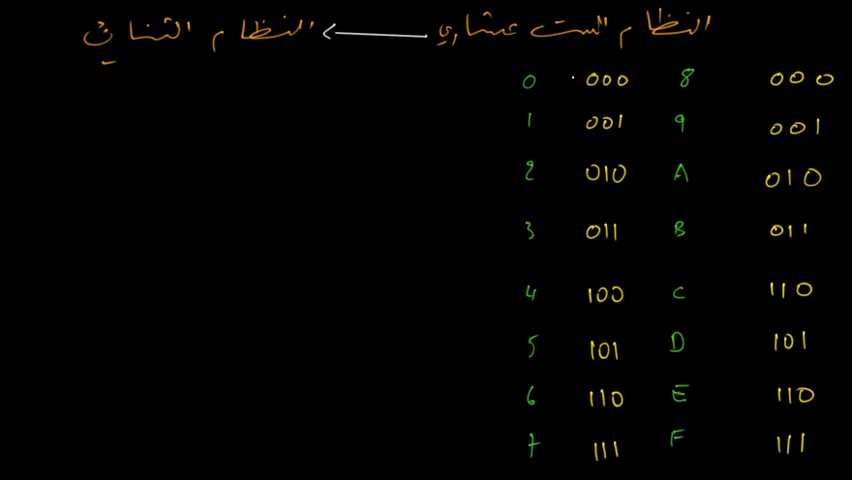 النظام الست عشاري ← النظام الثنائي
0 000 8 000
1 001 9 001
2 010 A 010
3 011 B 011
4 100 C 110
5 101 D 101
6 110 E 110
7 111 F 111